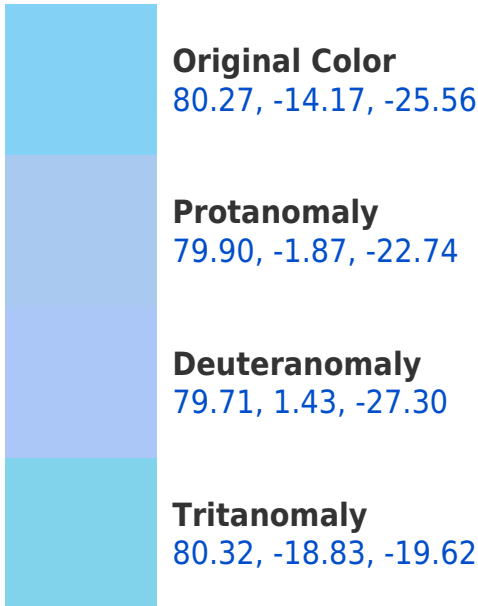 Original Color
80.27, -14.17, -25.56
Protanomaly
79.90, -1.87, -22.74
Deuteranomaly
79.71, 1.43, -27.30
Tritanomaly
80.32, -18.83, -19.62